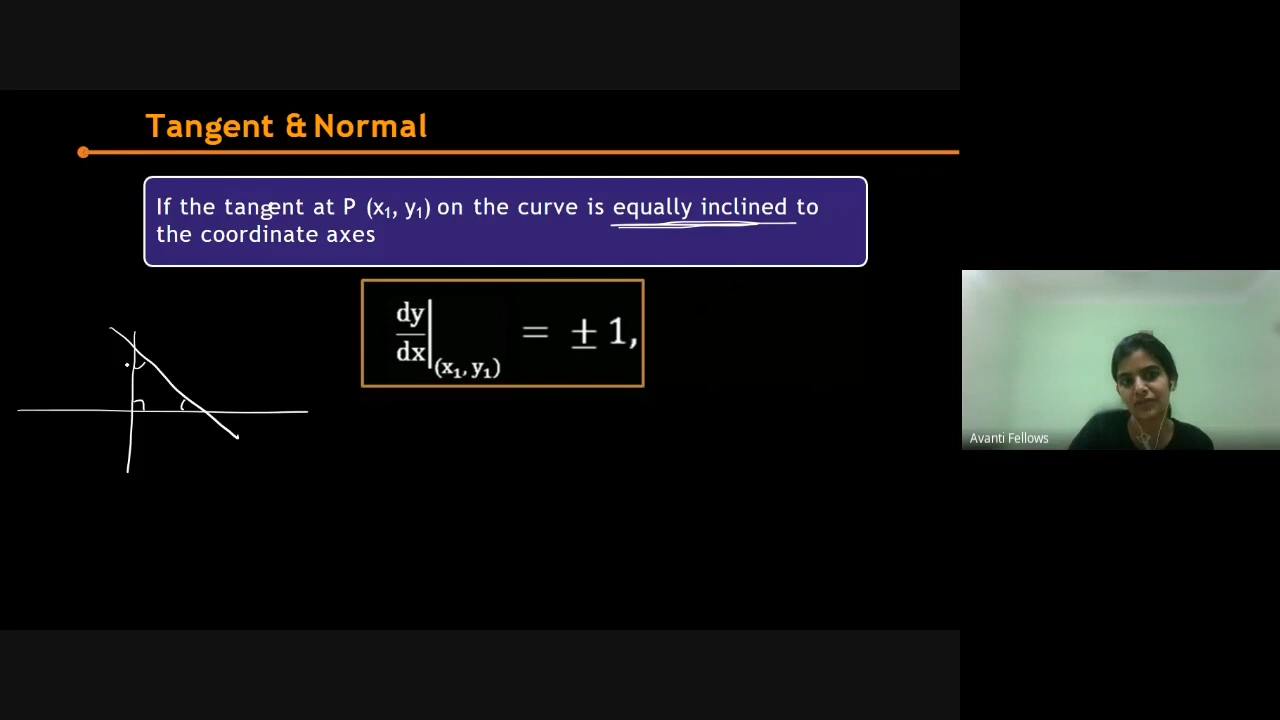 Tangent & Normal
If the tangent at P (x₁, y₁) on the curve is equally inclined to
the coordinate axes
dy/dx|(x₁, y₁) = ± 1,
Avanti Fellows